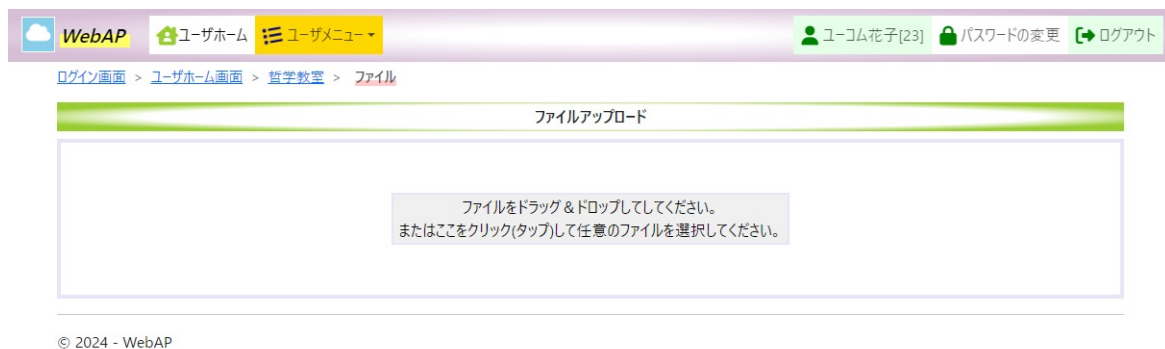 WebAP ユーザホーム ユーザメニュー ユーコム花子[23] パスワードの変更 ログアウト
ログイン画面 > ユーザホーム画面 > 哲学教室 > ファイル
ファイルアップロード
ファイルをドラッグ&ドロップしてしてください。
またはここをクリック(タップ)して任意のファイルを選択してください。
© 2024 - WebAP